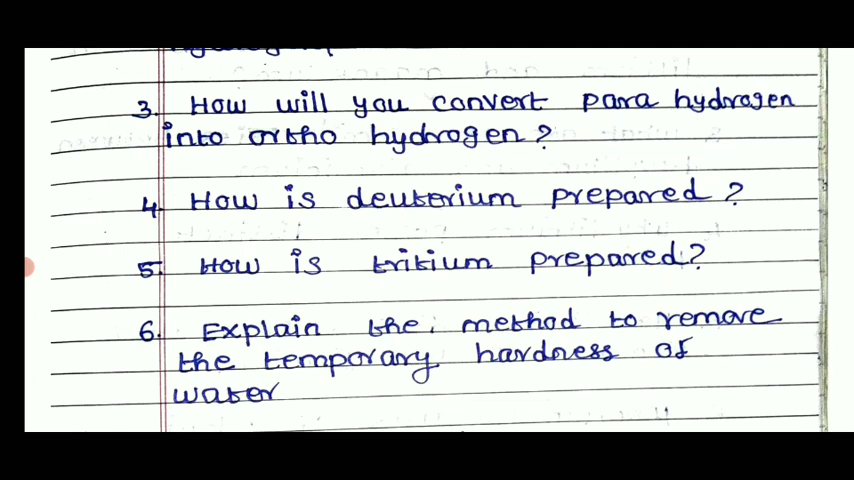 3. How will you convert para hydrogen
into ortho hydrogen?
4. How is deuterium prepared?
5. How is tritium prepared?
6. Explain the method to remove
the temporary hardness of
water